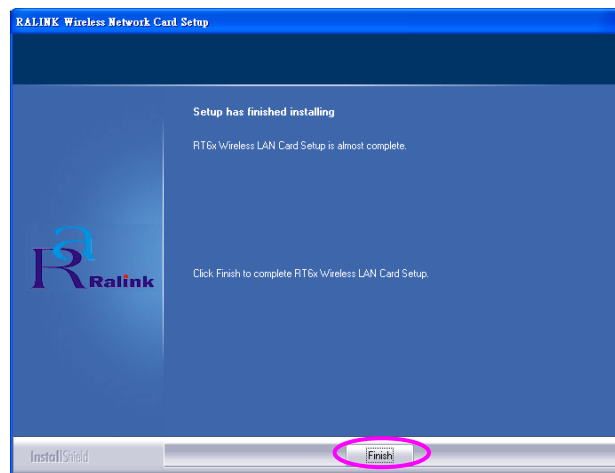 RALINK Wireless Network Card Setup
Setup has finished installing
RT6x Wireless LAN Card Setup is almost complete.
Ralink
Click Finish to complete RT6x Wireless LAN Card Setup.
InstallShield
Finish